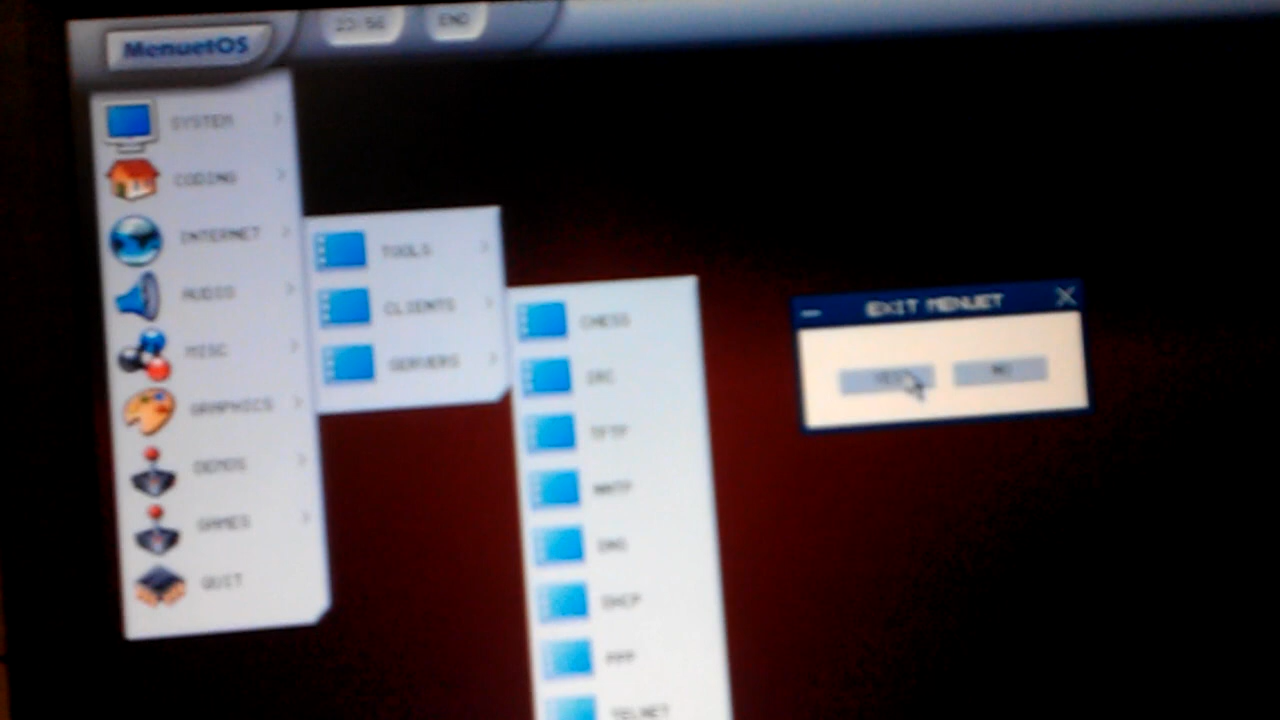 MenuetOS
23:56
END
SYSTEM
CODING
INTERNET
AUDIO
MISC
GRAPHICS
DEMOS
GAMES
QUIT
TOOLS
CLIENTS
SERVERS
CHESS
IRC
TFTP
NNTP
DNS
DHCP
PPP
TELNET
EXIT MENUET
YES
NO